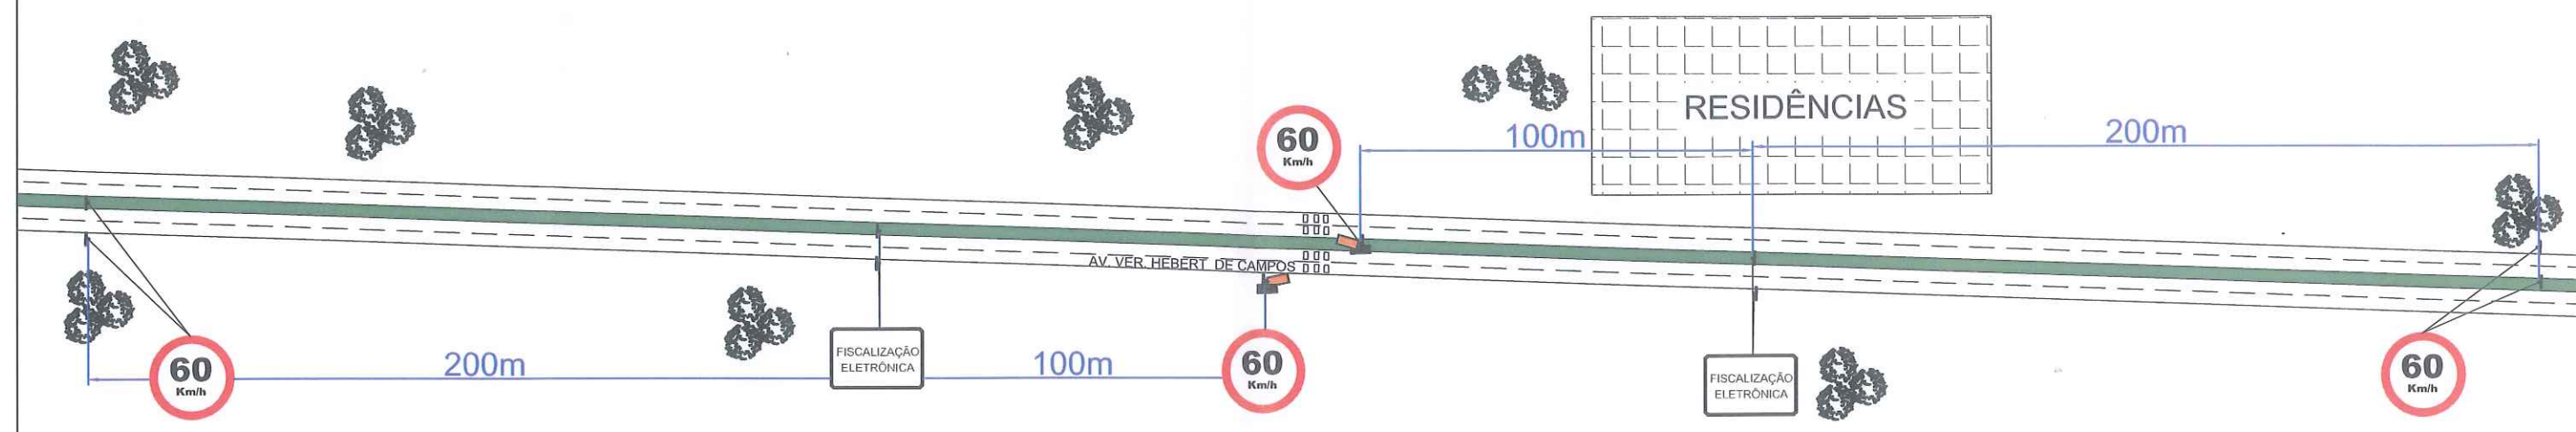 RESIDÊNCIAS
60
Km/h
100m
200m
AV. VER. HEBERT DE CAMPOS
60
Km/h
200m
FISCALIZAÇÃO
ELETRÔNICA
100m
60
Km/h
FISCALIZAÇÃO
ELETRÔNICA
60
Km/h